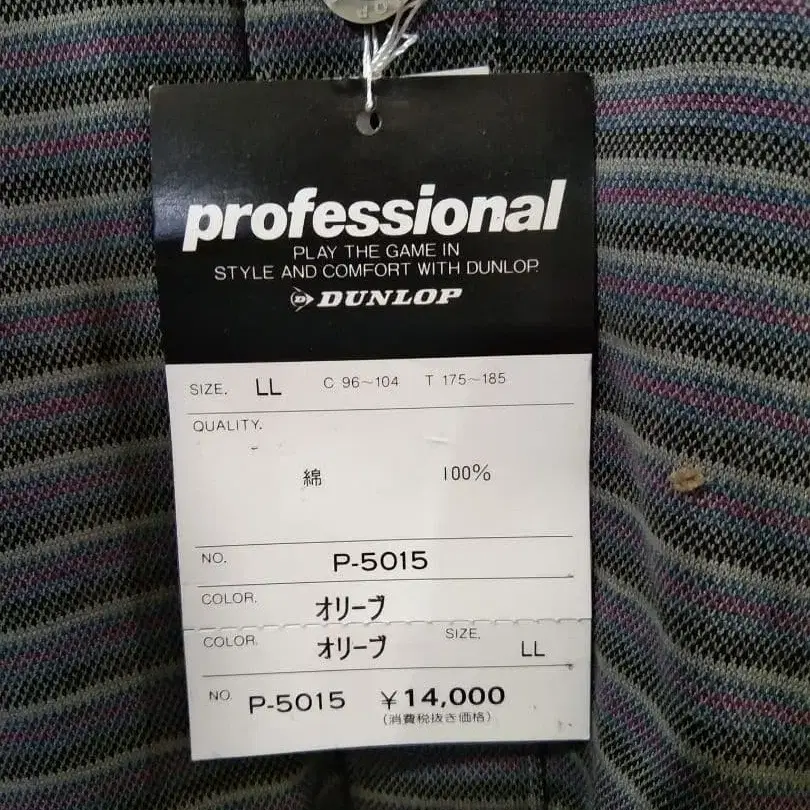 professional
PLAY THE GAME IN
STYLE AND COMFORT WITH DUNLOP.
DUNLOP
SIZE. LL C 96~104 T 175~185
QUALITY.
綿 100%
NO. P-5015
COLOR. オリーブ
COLOR. オリーブ SIZE. LL
NO. P-5015 ¥14,000
(消費税抜き価格)